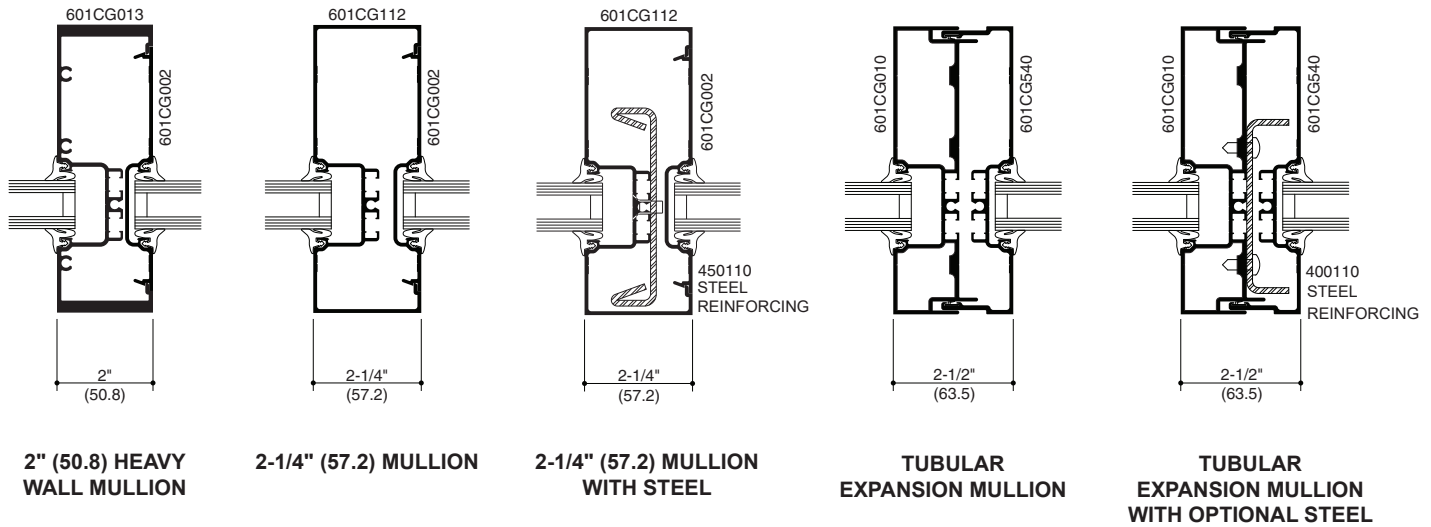 601CG013
601CG002
2"
(50.8)
2" (50.8) HEAVY
WALL MULLION
601CG112
601CG002
2-1/4"
(57.2)
2-1/4" (57.2) MULLION
601CG112
601CG002
450110
STEEL
REINFORCING
2-1/4"
(57.2)
2-1/4" (57.2) MULLION
WITH STEEL
601CG010
601CG540
2-1/2"
(63.5)
TUBULAR
EXPANSION MULLION
601CG010
601CG540
400110
STEEL
REINFORCING
2-1/2"
(63.5)
TUBULAR
EXPANSION MULLION
WITH OPTIONAL STEEL